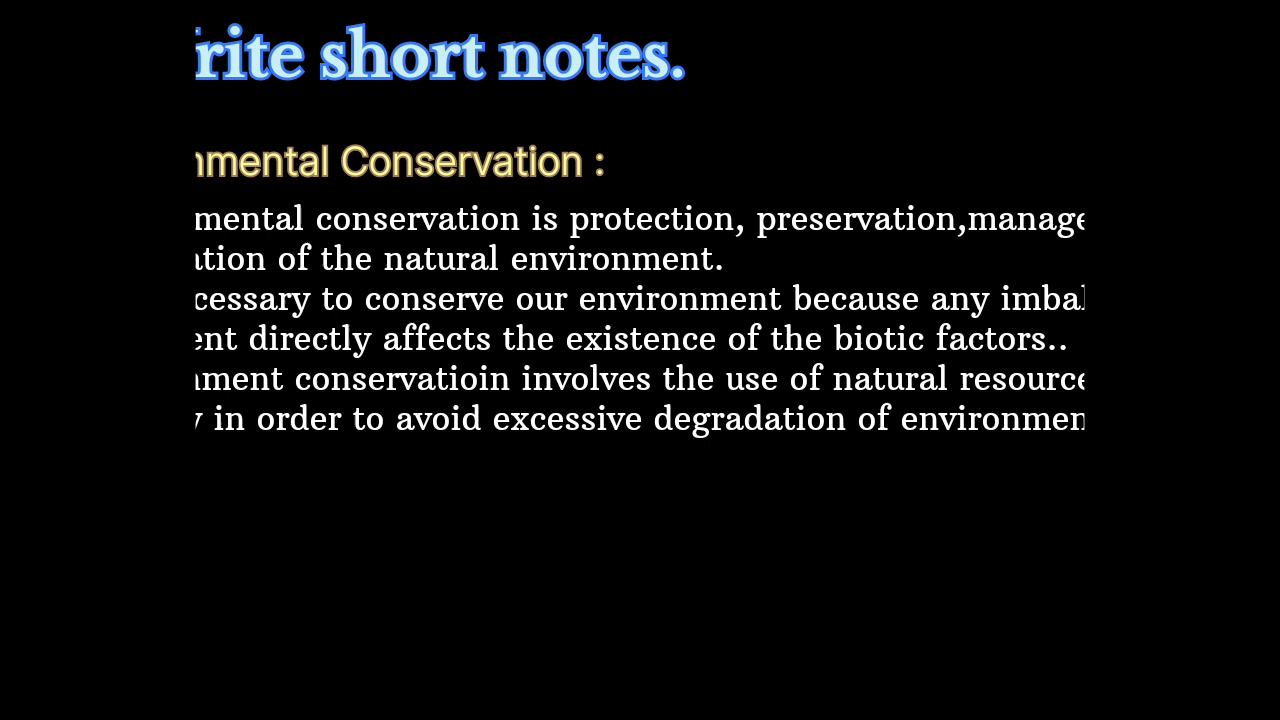 rite short notes.
nmental Conservation :
mental conservation is protection, preservation,manage
ation of the natural environment.
cessary to conserve our environment because any imbal
ent directly affects the existence of the biotic factors..
nment conservatioin involves the use of natural resource
y in order to avoid excessive degradation of environmen